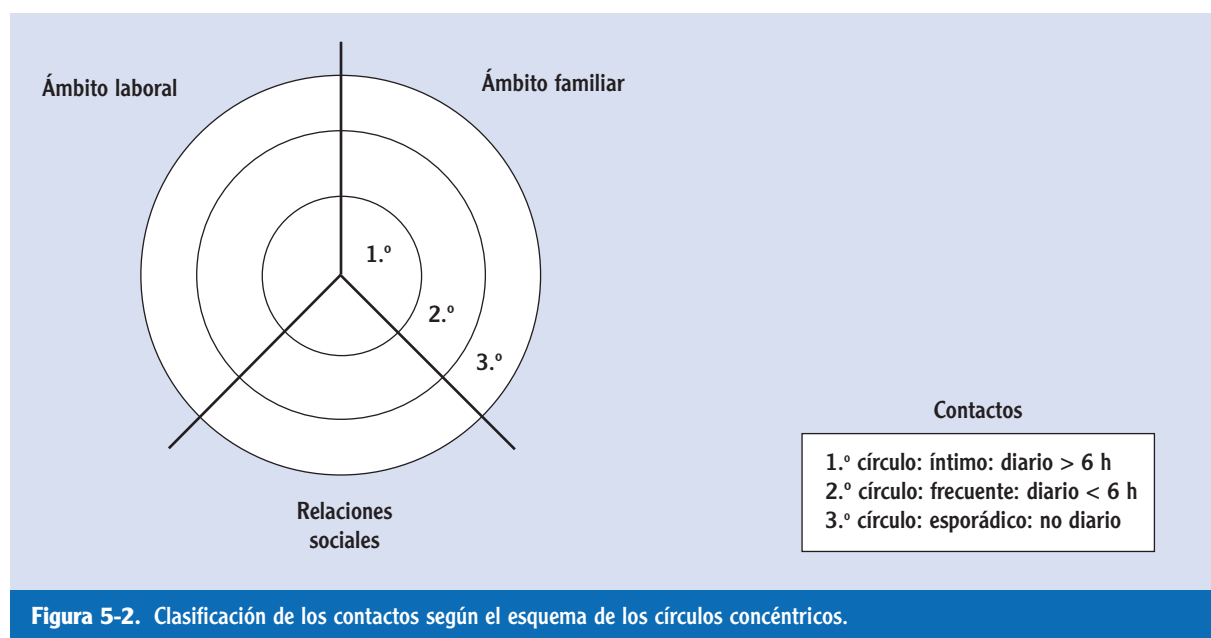 Ámbito laboral
Ámbito familiar
1.º
2.º
3.º
Relaciones
sociales
Contactos
1.º círculo: íntimo: diario > 6 h
2.º círculo: frecuente: diario < 6 h
3.º círculo: esporádico: no diario
Figura 5-2. Clasificación de los contactos según el esquema de los círculos concéntricos.